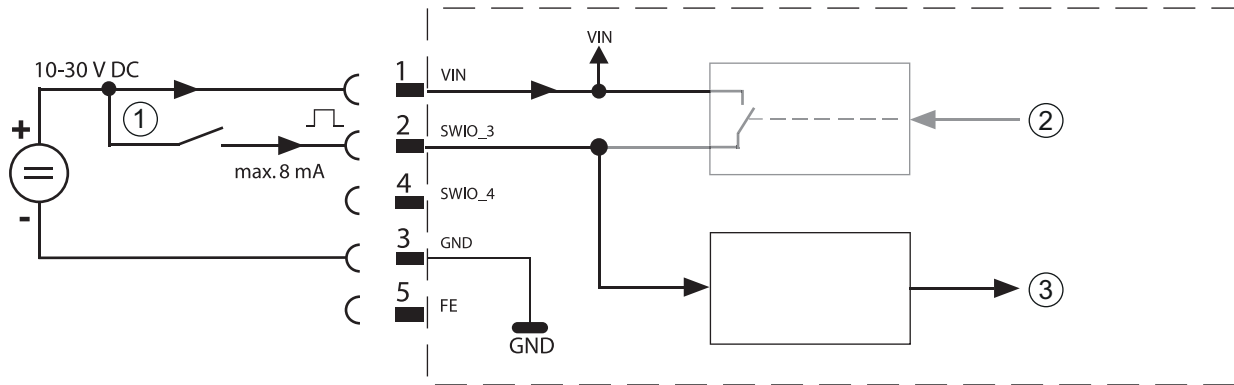 VIN
10-30 V DC
1 VIN
①
+
2 SWIO_3
②
max. 8 mA
4 SWIO_4
-
3 GND
③
5 FE
GND